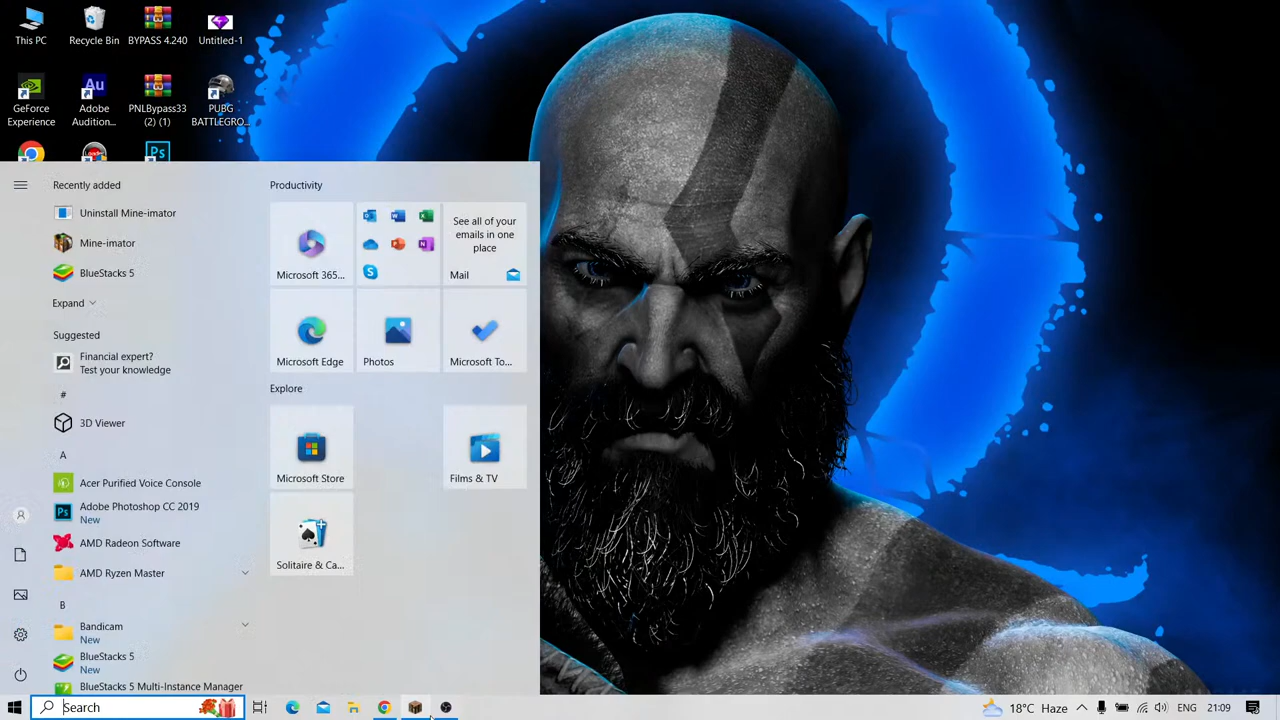 This PC
Recycle Bin
BYPASS 4.240
Untitled-1
GeForce
Experience
Adobe
Audition...
PNLBypass33
(2) (1)
PUBG
BATTLEGRO...
Recently added
Uninstall Mine-imator
Mine-imator
BlueStacks 5
Expand
Suggested
Financial expert?
Test your knowledge
#
3D Viewer
A
Acer Purified Voice Console
Adobe Photoshop CC 2019
New
AMD Radeon Software
AMD Ryzen Master
B
Bandicam
New
BlueStacks 5
New
BlueStacks 5 Multi-Instance Manager
Productivity
Microsoft 365...
See all of your
emails in one
place
Mail
Microsoft Edge
Photos
Microsoft To...
Explore
Microsoft Store
Films & TV
Solitaire & Ca...
Search
18°C Haze
ENG
21:09